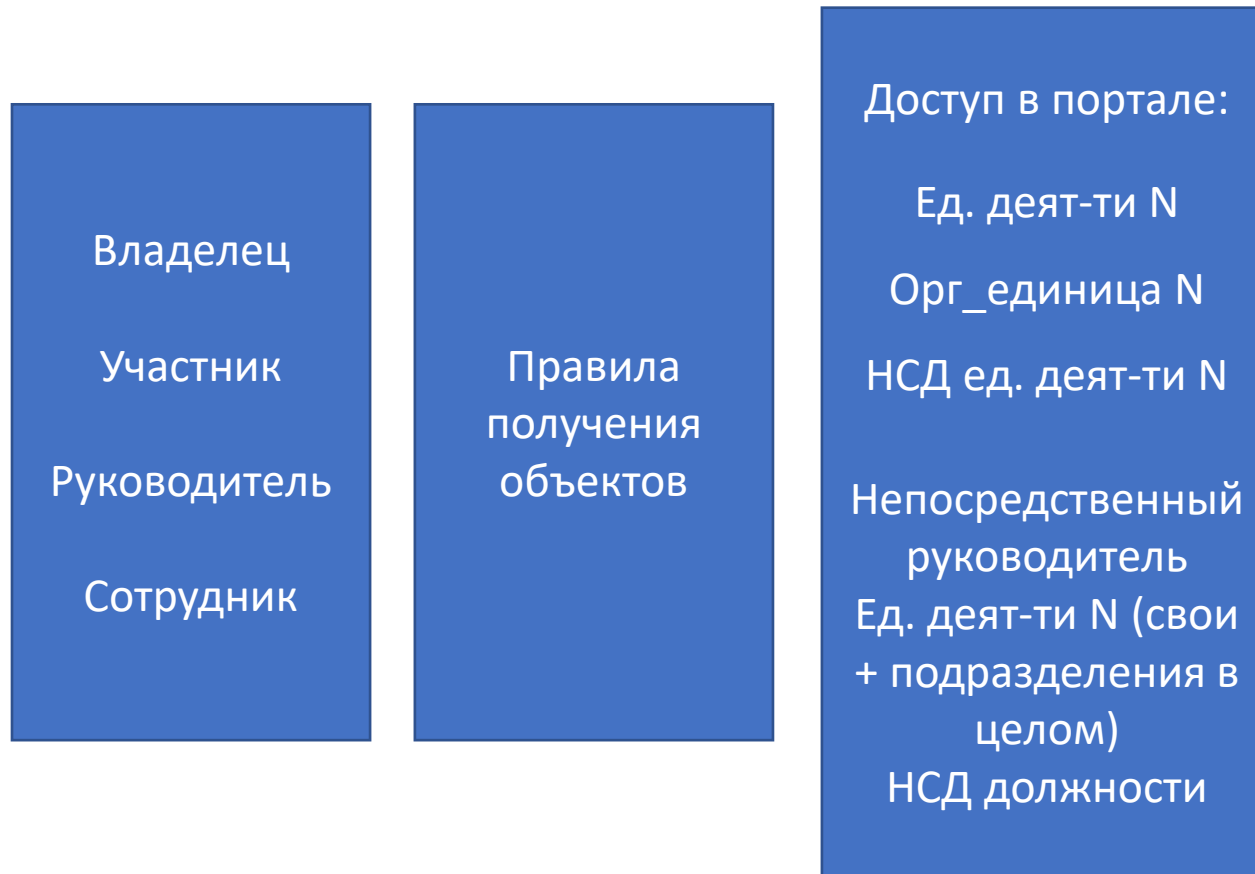 Владелец
Участник
Руководитель
Сотрудник
Правила
получения
объектов
Доступ в портале:
Ед. деят-ти N
Орг_единица N
НСД ед. деят-ти N
Непосредственный
руководитель
Ед. деят-ти N (свои
+ подразделения в
целом)
НСД должности